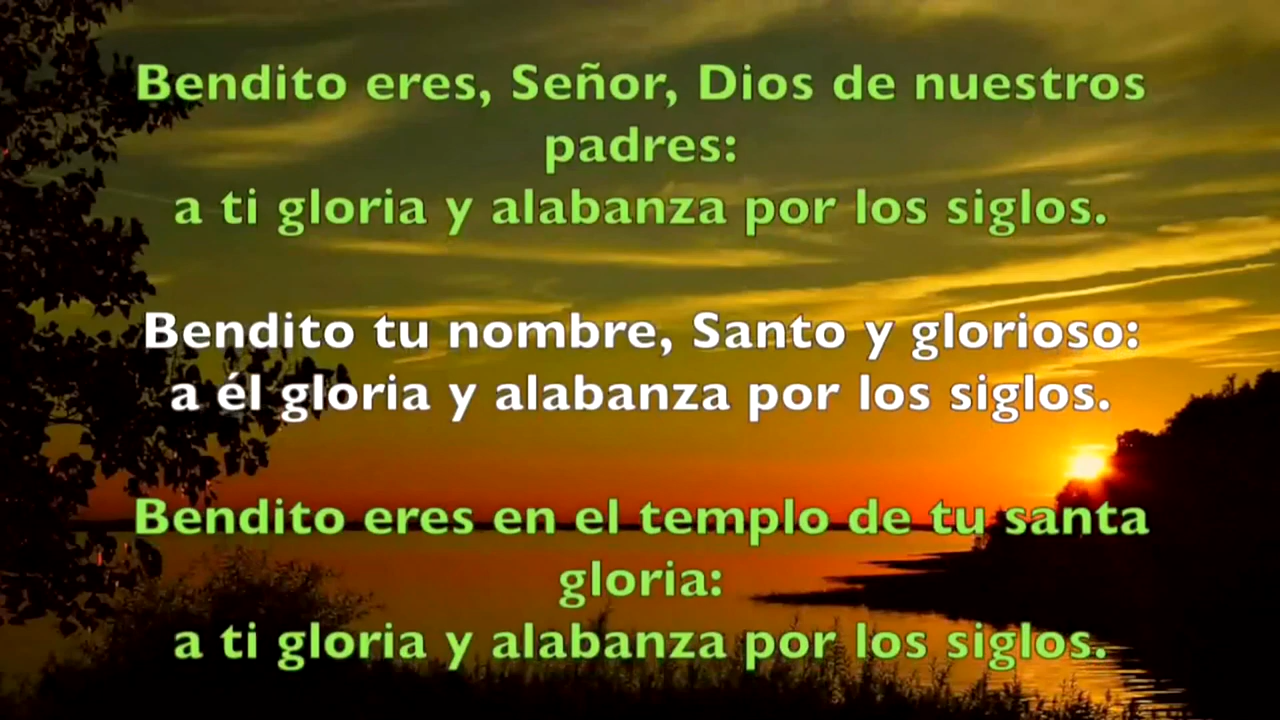 Bendito eres, Señor, Dios de nuestros
padres:
a ti gloria y alabanza por los siglos.
Bendito tu nombre, Santo y glorioso:
a él gloria y alabanza por los siglos.
Bendito eres en el templo de tu santa
gloria:
a ti gloria y alabanza por los siglos.